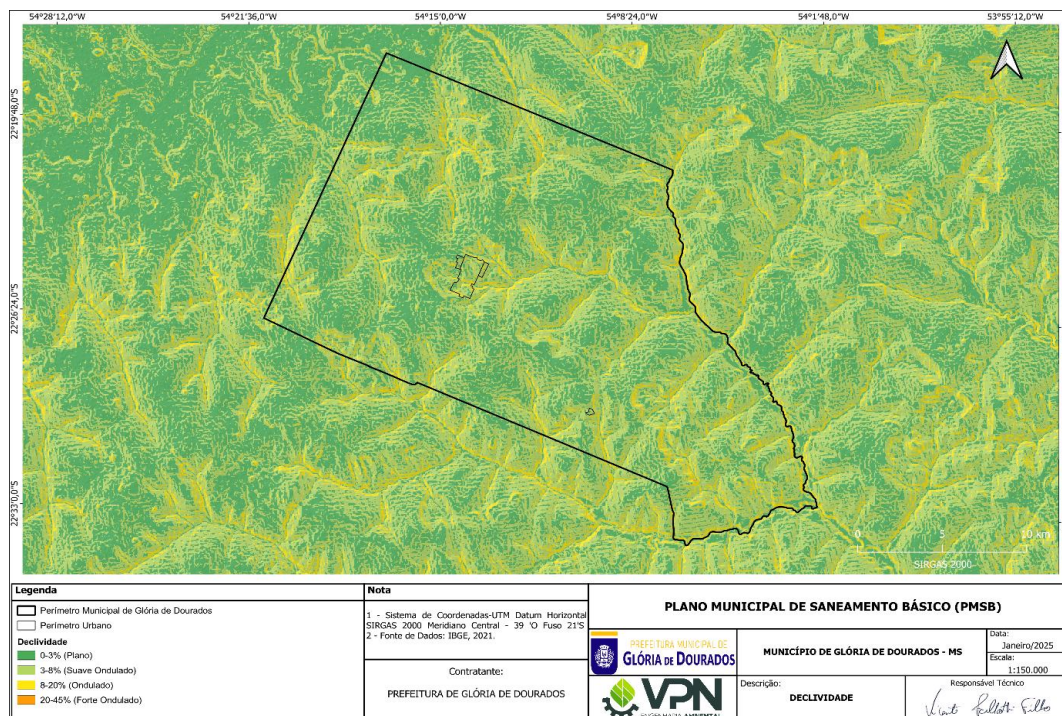 54°28'12,0"W 54°21'36,0"W 54°15'0,0"W 54°8'24,0"W 54°1'48,0"W 53°55'12,0"W
22°19'48,0"S
22°26'24,0"S
22°33'0,0"S
0 5 10 km
SIRGAS 2000
Legenda
Perímetro Municipal de Glória de Dourados
Perímetro Urbano
Declividade
0-3% (Plano)
3-8% (Suave Ondulado)
8-20% (Ondulado)
20-45% (Forte Ondulado)
Nota
1 - Sistema de Coordenadas-UTM Datum Horizontal
SIRGAS 2000 Meridiano Central - 39 'O Fuso 21'S
2 - Fonte de Dados: IBGE, 2021.
Contratante:
PREFEITURA DE GLÓRIA DE DOURADOS
PLANO MUNICIPAL DE SANEAMENTO BÁSICO (PMSB)
PREFEITURA MUNICIPAL DE
GLÓRIA DE DOURADOS
MUNICÍPIO DE GLÓRIA DE DOURADOS - MS
Data:
Janeiro/2025
Escala:
1:150.000
VPN
ENGENHARIA AMBIENTAL
Descrição:
DECLIVIDADE
Responsável Técnico